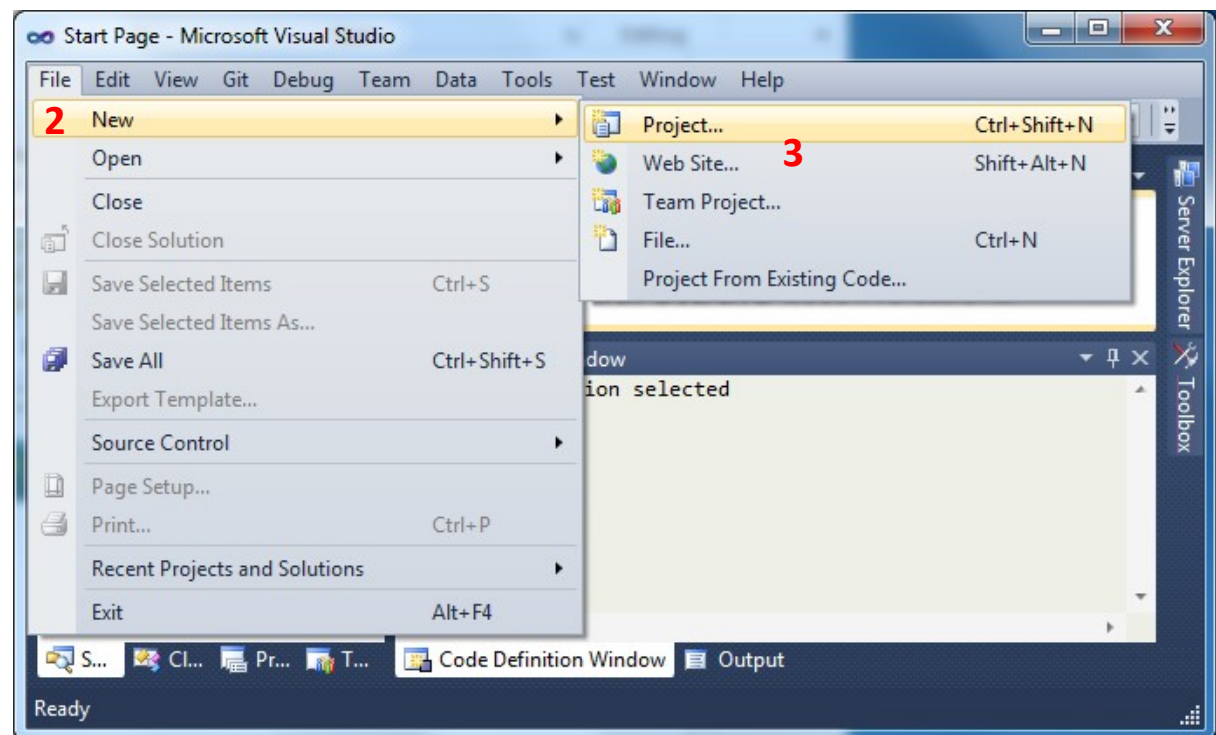 Start Page - Microsoft Visual Studio
File Edit View Git Debug Team Data Tools Test Window Help
2 New
Open
Close
Close Solution
Save Selected Items Ctrl+S
Save Selected Items As...
Save All Ctrl+Shift+S
Export Template...
Source Control
Page Setup...
Print... Ctrl+P
Recent Projects and Solutions
Exit Alt+F4
Project... Ctrl+Shift+N
3
Web Site... Shift+Alt+N
Team Project...
File... Ctrl+N
Project From Existing Code...
Server Explorer
Toolbox
dow
ion selected
S... Cl... Pr... T... Code Definition Window Output
Ready